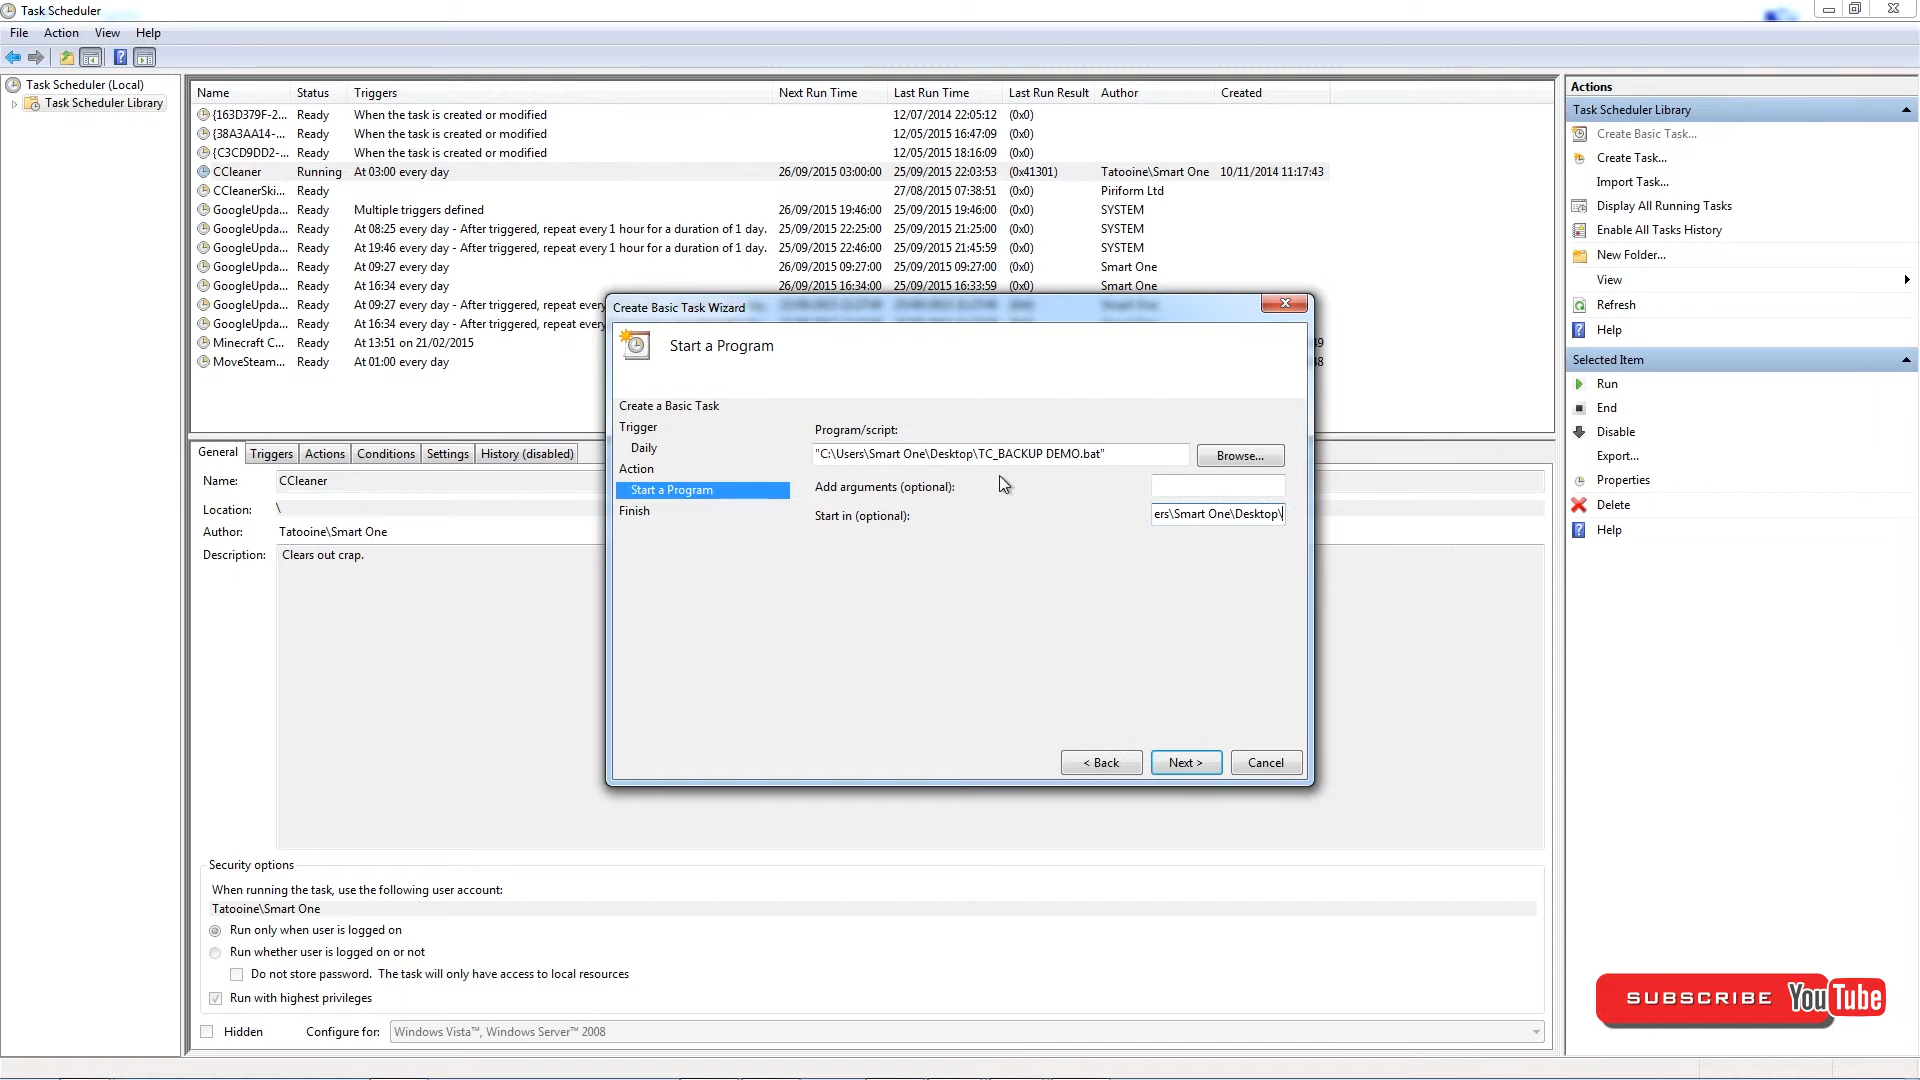 Task Scheduler
File Action View Help
Task Scheduler (Local)
Task Scheduler Library
Name Status Triggers Next Run Time Last Run Time Last Run Result Author Created
{163D379F-2... Ready When the task is created or modified 12/07/2014 22:05:12 (0x0)
{38A3AA14-... Ready When the task is created or modified 12/05/2015 16:47:09 (0x0)
{C3CD9DD2-... Ready When the task is created or modified 12/05/2015 18:16:09 (0x0)
CCleaner Running At 03:00 every day 26/09/2015 03:00:00 25/09/2015 22:03:53 (0x41301) Tatooine\Smart One 10/11/2014 11:17:43
CCleanerSki... Ready 27/08/2015 07:38:51 (0x0) Piriform Ltd
GoogleUpda... Ready Multiple triggers defined 26/09/2015 19:46:00 25/09/2015 19:46:00 (0x0) SYSTEM
GoogleUpda... Ready At 08:25 every day - After triggered, repeat every 1 hour for a duration of 1 day. 25/09/2015 22:25:00 25/09/2015 21:25:00 (0x0) SYSTEM
GoogleUpda... Ready At 19:46 every day - After triggered, repeat every 1 hour for a duration of 1 day. 25/09/2015 22:46:00 25/09/2015 21:45:59 (0x0) SYSTEM
GoogleUpda... Ready At 09:27 every day 26/09/2015 09:27:00 25/09/2015 09:27:00 (0x0) Smart One
GoogleUpda... Ready At 16:34 every day 26/09/2015 16:34:00 25/09/2015 16:33:59 (0x0) Smart One
GoogleUpda... Ready At 09:27 every day - After triggered, repeat every
GoogleUpda... Ready At 16:34 every day - After triggered, repeat every
Minecraft C... Ready At 13:51 on 21/02/2015
MoveSteam... Ready At 01:00 every day
General Triggers Actions Conditions Settings History (disabled)
Name: CCleaner
Location: \
Author: Tatooine\Smart One
Description: Clears out crap.
Security options
When running the task, use the following user account:
Tatooine\Smart One
Run only when user is logged on
Run whether user is logged on or not
Do not store password. The task will only have access to local resources
Run with highest privileges
Hidden Configure for: Windows Vista™, Windows Server™ 2008
Create Basic Task Wizard
Start a Program
Create a Basic Task
Trigger
Daily
Action
Start a Program
Finish
Program/script:
"C:\Users\Smart One\Desktop\TC_BACKUP DEMO.bat"
Browse...
Add arguments (optional):
Start in (optional): ers\Smart One\Desktop\
< Back Next > Cancel
Actions
Task Scheduler Library
Create Basic Task...
Create Task...
Import Task...
Display All Running Tasks
Enable All Tasks History
New Folder...
View
Refresh
Help
Selected Item
Run
End
Disable
Export...
Properties
Delete
Help
SUBSCRIBE YouTube